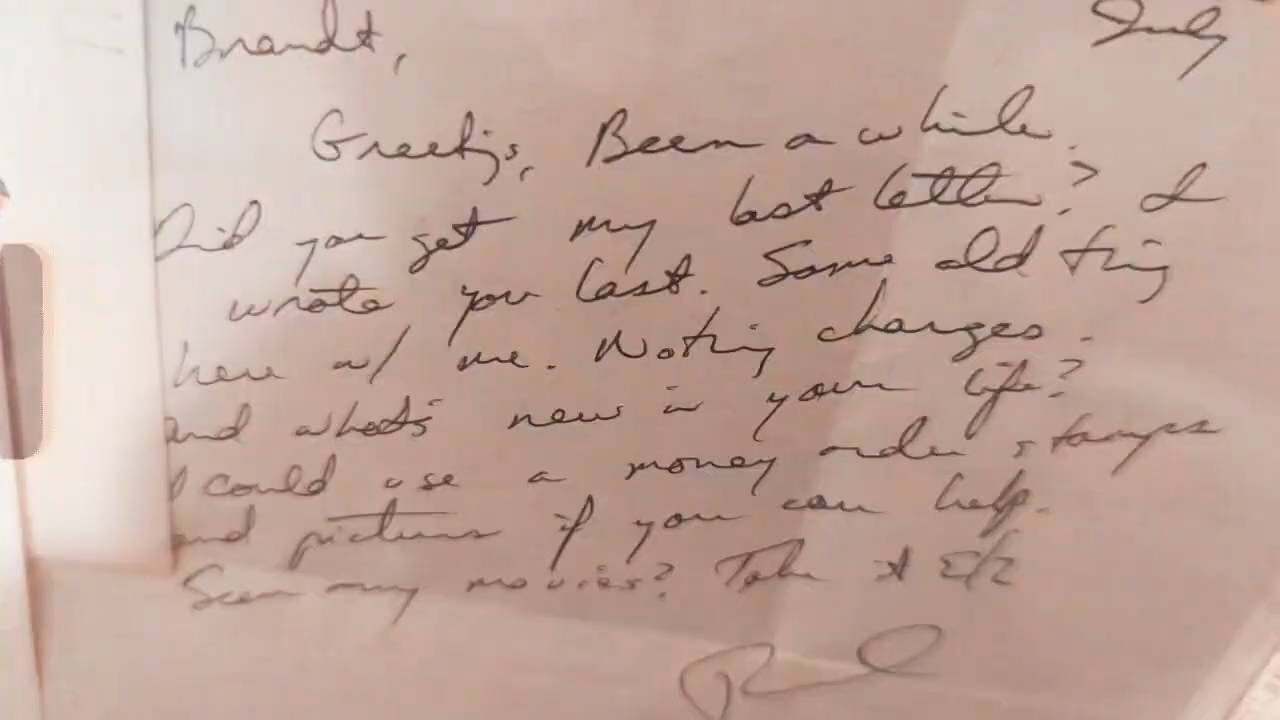 July
Brandt,
Greetings, Been a while.
Did you get my last letter? I
wrote you last. Same old thing
here w/ me. Nothing changes.
and what's new in your life?
I could use a money order, stamps
and pictures if you can help.
Seen any movies? Take it EZ